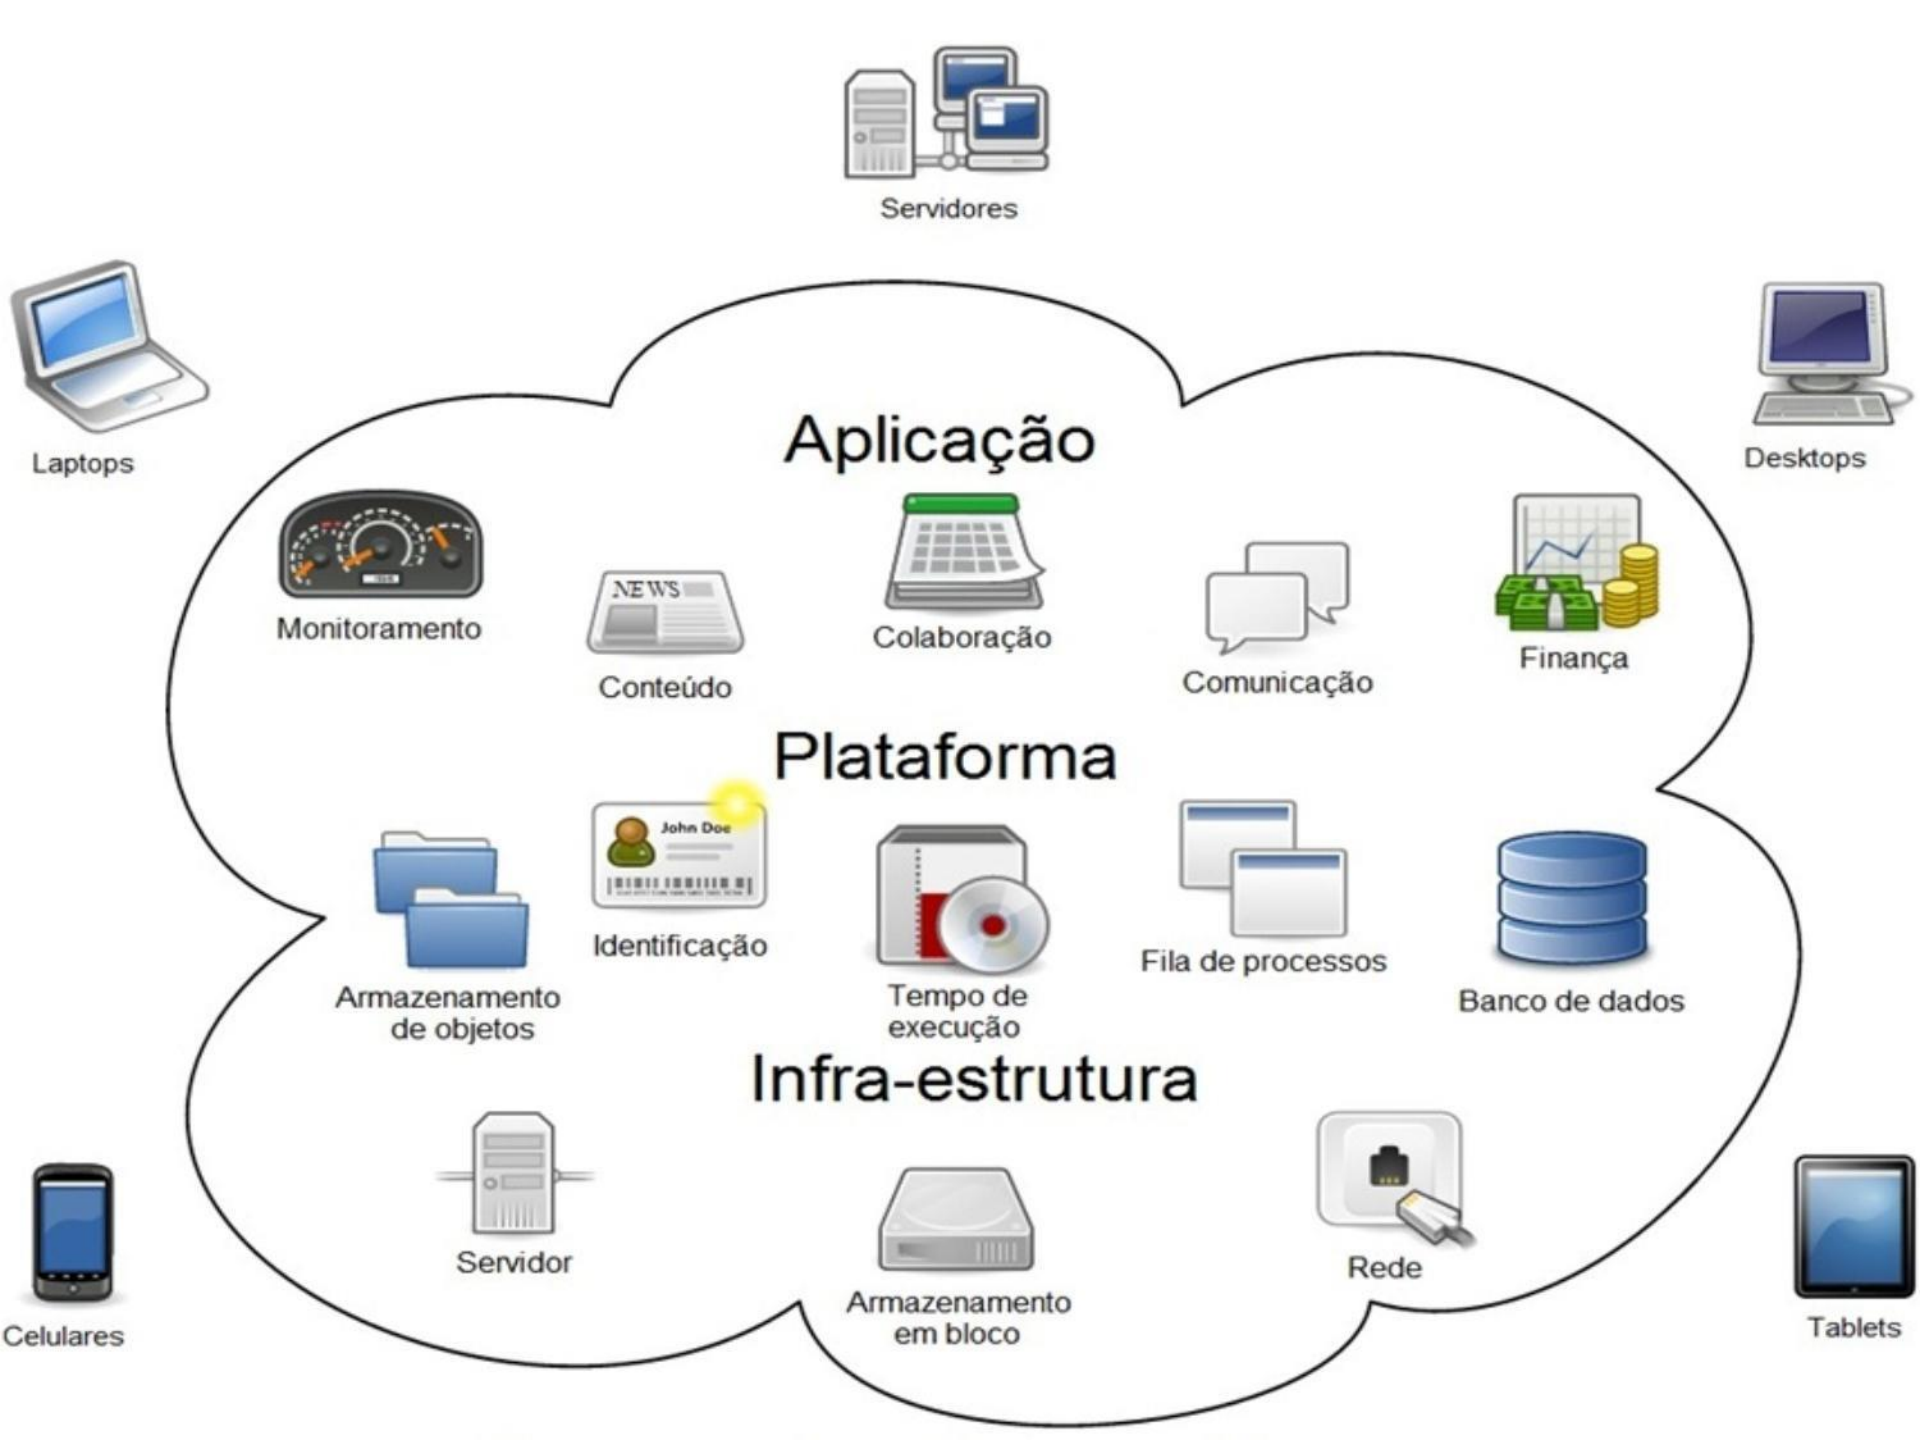 Servidores
Laptops
Desktops
Aplicação
Monitoramento
NEWS
Conteúdo
Colaboração
Comunicação
Finança
Plataforma
John Doe
Identificação
Armazenamento
de objetos
Tempo de
execução
Fila de processos
Banco de dados
Infra-estrutura
Servidor
Armazenamento
em bloco
Rede
Celulares
Tablets